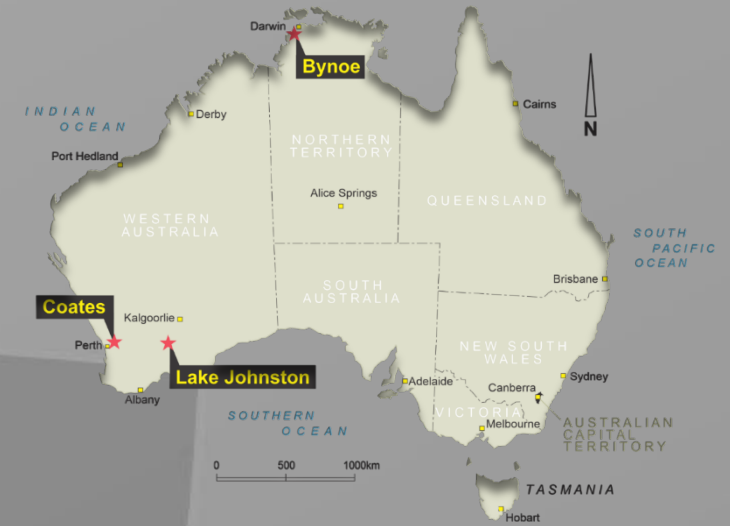 Darwin
Bynoe
INDIAN
OCEAN
Derby
Cairns
N
Port Hedland
NORTHERN
TERRITORY
Alice Springs
QUEENSLAND
WESTERN
AUSTRALIA
SOUTH
PACIFIC
OCEAN
Brisbane
SOUTH
AUSTRALIA
Coates
Kalgoorlie
Perth
Lake Johnston
NEW SOUTH
WALES
Sydney
Adelaide
Canberra
Albany
VICTORIA
Melbourne
AUSTRALIAN
CAPITAL
TERRITORY
SOUTHERN
OCEAN
0 500 1000km
TASMANIA
Hobart